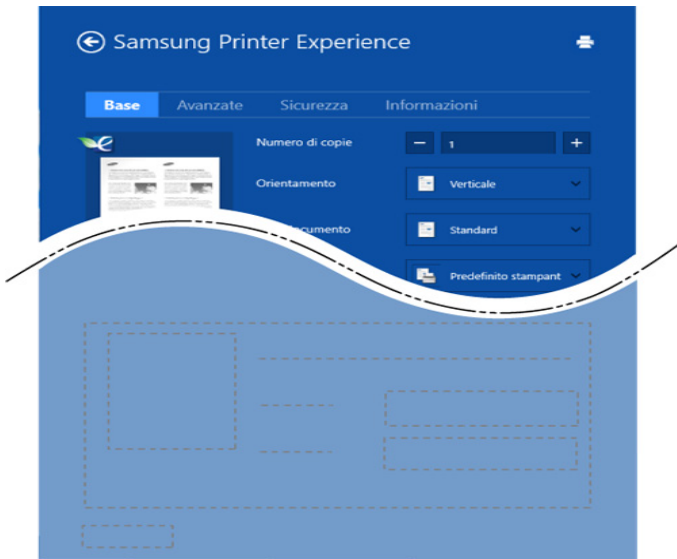 Samsung Printer Experience
Base Avanzate Sicurezza Informazioni
Numero di copie 1
Orientamento Verticale
Standard
Predefinito stampant